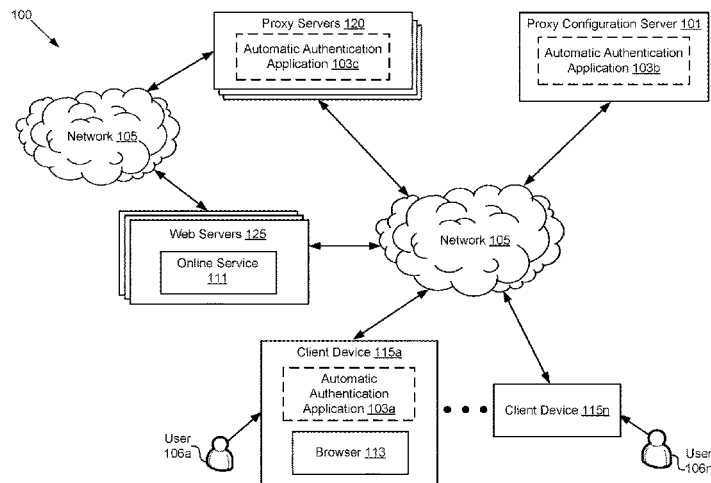 100
Proxy Servers 120
Automatic Authentication
Application 103c
Proxy Configuration Server 101
Automatic Authentication
Application 103b
Network 105
Network 105
Web Servers 125
Online Service
111
Client Device 115a
Automatic
Authentication
Application 103a
Browser 113
Client Device 115n
User
106a
User
106n